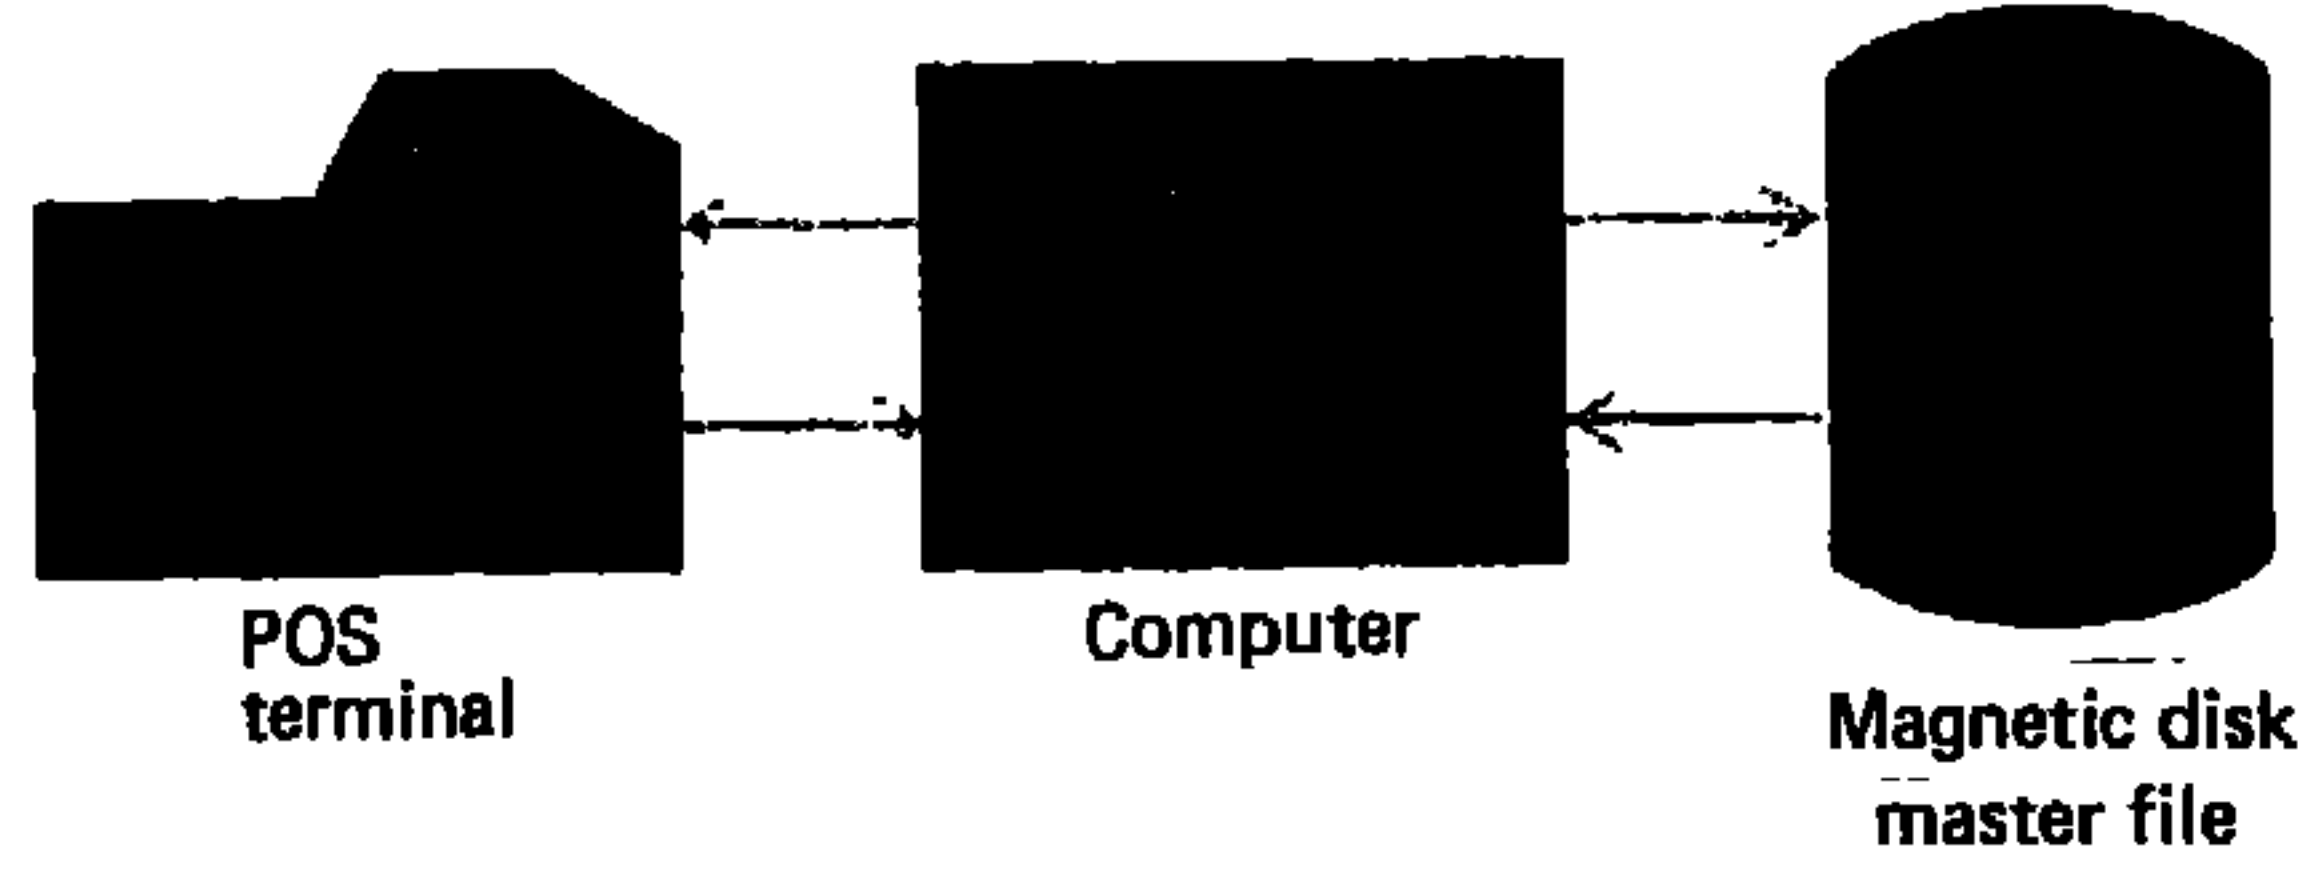 POS
terminal
Computer
Magnetic disk
master file